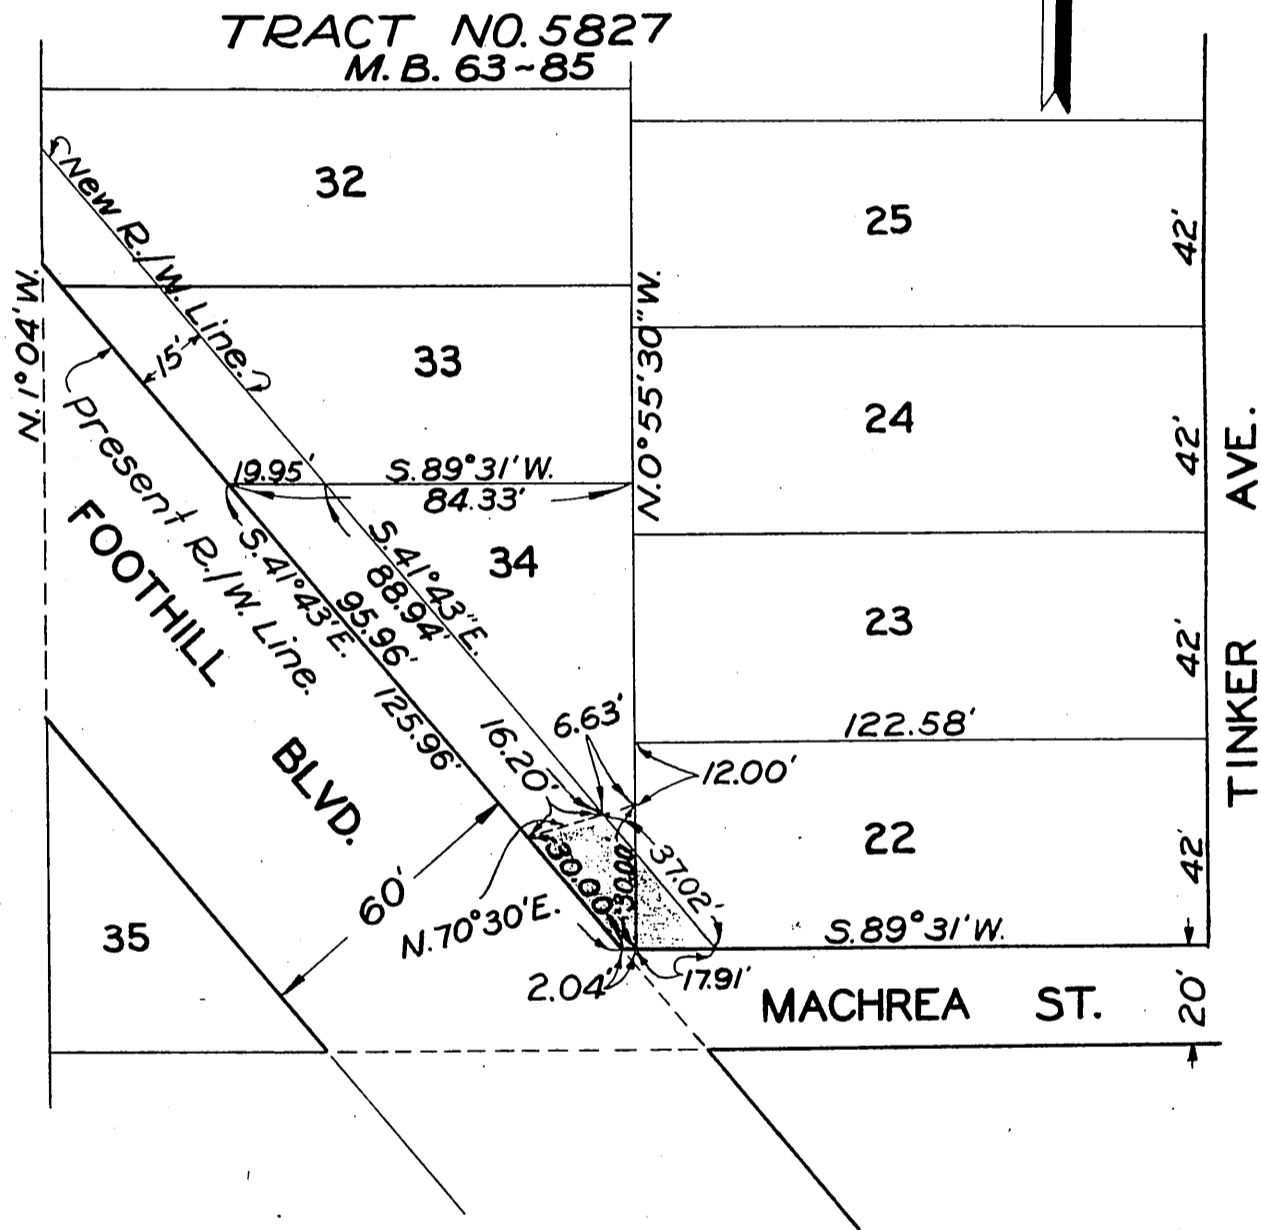 TRACT NO. 5827
M. B. 63~85
New R./W. Line.
32
25
42'
N. 1° 04' W.
15'
33
N. 0° 55' 30" W.
24
42'
AVE.
Present R./W. Line.
19.95'
S. 89° 31' W.
84.33'
FOOTHILL
S. 41° 43' E.
95.96'
S. 41° 43" E.
88.94'
34
23
42'
TINKER
125.96'
16.20'
6.63'
122.58'
12.00'
BLVD.
30.00'
30.00'
37.02'
22
42'
60'
N. 70° 30' E.
S. 89° 31' W.
35
2.04'
17.91'
MACHREA ST.
20'